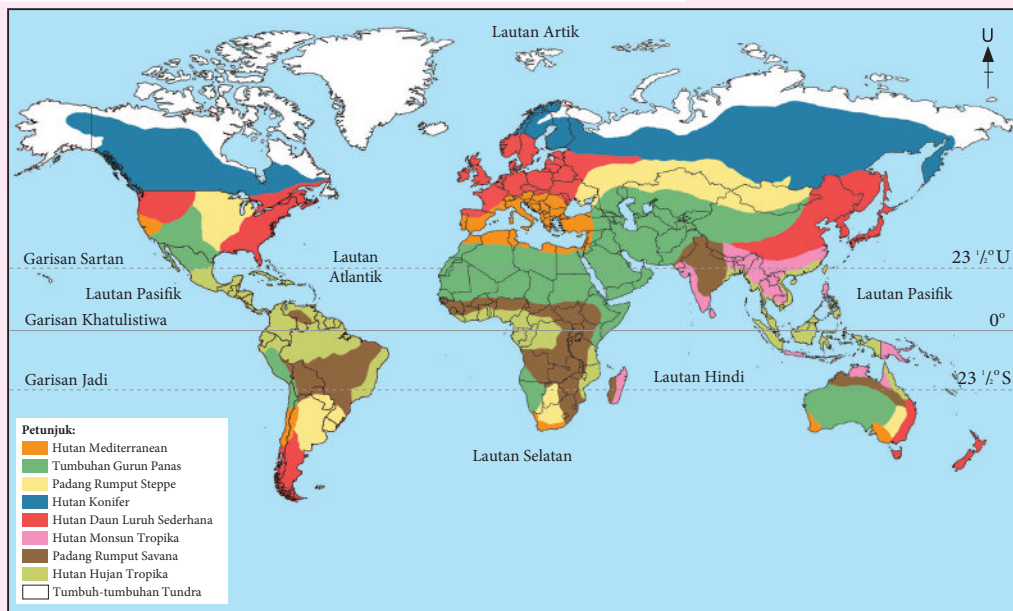 Lautan Artik
U
Garisan Sartan
Lautan
Atlantik
23 1/2° U
Lautan Pasifik
Lautan Pasifik
Garisan Khatulistiwa
0°
Garisan Jadi
Lautan Hindi
23 1/2° S
Lautan Selatan
Petunjuk:
Hutan Mediterranean
Tumbuhan Gurun Panas
Padang Rumput Steppe
Hutan Konifer
Hutan Daun Luruh Sederhana
Hutan Monsun Tropika
Padang Rumput Savana
Hutan Hujan Tropika
Tumbuh-tumbuhan Tundra